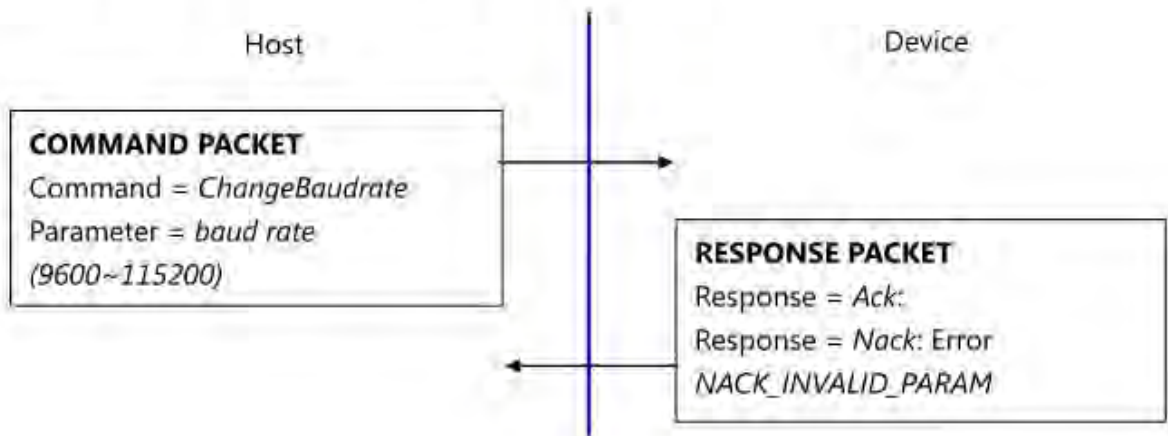 Host
Device
COMMAND PACKET
Command = ChangeBaudrate
Parameter = baud rate
(9600~115200)
RESPONSE PACKET
Response = Ack:
Response = Nack: Error
NACK_INVALID_PARAM